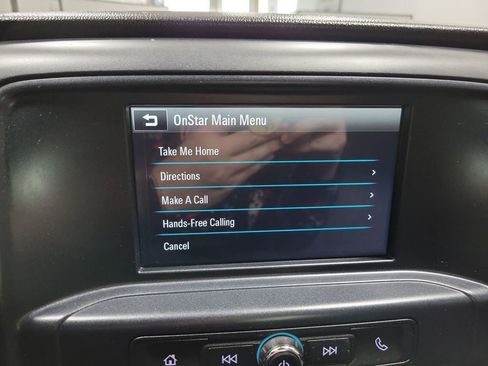 OnStar Main Menu
Take Me Home
Directions
Make A Call
Hands-Free Calling
Cancel